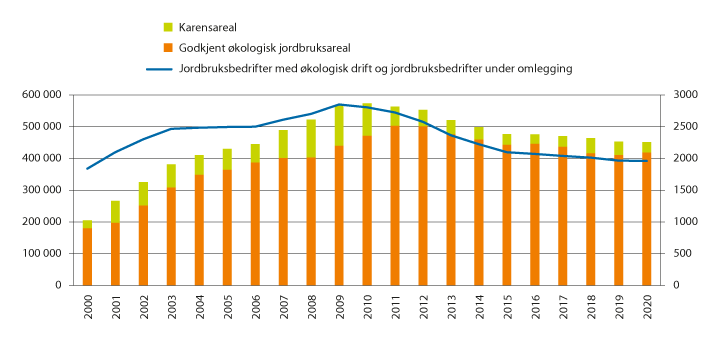 Karensareal
Godkjent økologisk jordbruksareal
Jordbruksbedrifter med økologisk drift og jordbruksbedrifter under omlegging
600 000 3000
500 000 2500
400 000 2000
300 000 1500
200 000 1000
100 000 500
0 0
2000 2001 2002 2003 2004 2005 2006 2007 2008 2009 2010 2011 2012 2013 2014 2015 2016 2017 2018 2019 2020